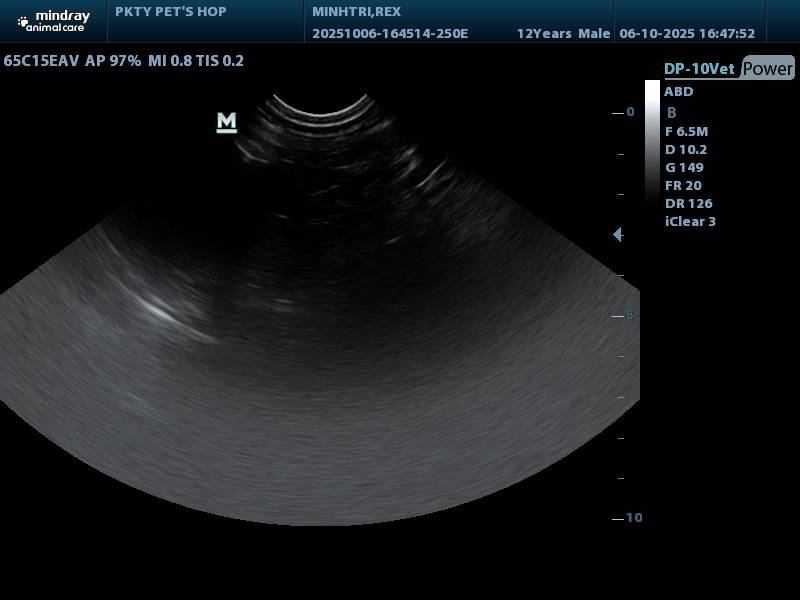 mindray
animal care
PKTY PET'S HOP
MINHTRI,REX
20251006-164514-250E
12Years Male
06-10-2025 16:47:52
65C15EAV AP 97% MI 0.8 TIS 0.2
DP-10Vet
Power
M
ABD
B
F 6.5M
D 10.2
G 149
FR 20
DR 126
iClear 3
0
5
10